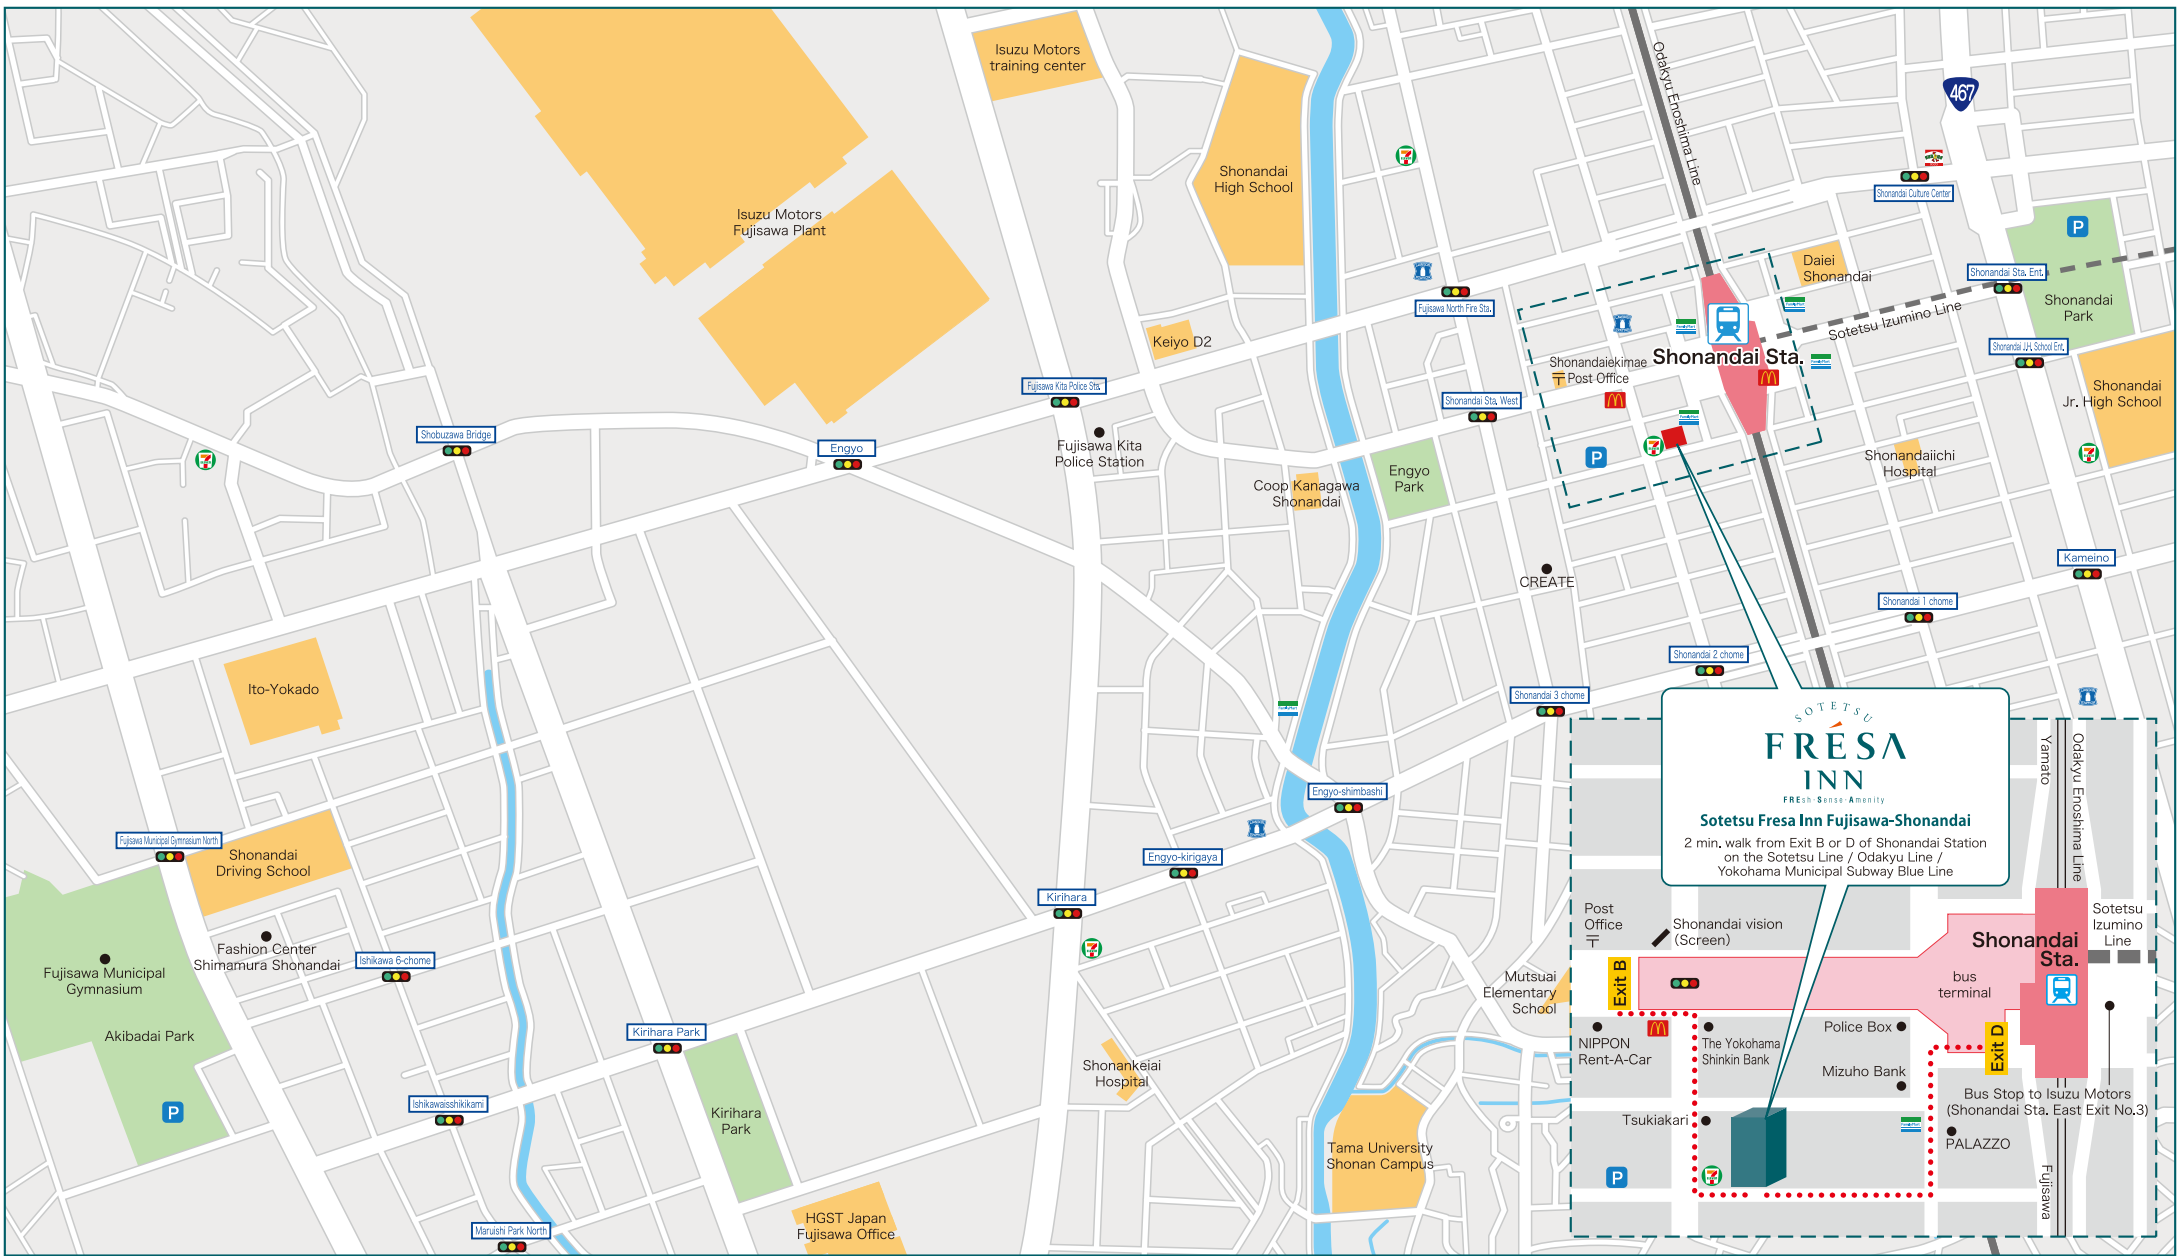 Isuzu Motors
training center
Odakyu Enoshima Line
467
Shonandai
High School
Shonandai Culture Center
P
Isuzu Motors
Fujisawa Plant
Daiei
Shonandai
Shonandai Sta. Ent.
Fujisawa North Fire Sta.
Sotetsu Izumino Line
Shonandai
Park
Keiyo D2
Shonandai Sta.
Shonandai J.H. School Ent.
Shonandaiekimae
Post Office
Fujisawa Kita Police Sta.
Shonandai
Jr. High School
Shonandai Sta. West
Shobuzawa Bridge
Engyo
Fujisawa Kita
Police Station
P
Shonandaiichi
Hospital
Engyo
Park
Coop Kanagawa
Shonandai
Kameino
CREATE
Shonandai 1 chome
Shonandai 2 chome
Ito-Yokado
Shonandai 3 chome
SOTETSU
FRÉSA
INN
FREsh·Sense·Amenity
Sotetsu Fresa Inn Fujisawa-Shonandai
2 min. walk from Exit B or D of Shonandai Station
on the Sotetsu Line / Odakyu Line /
Yokohama Municipal Subway Blue Line
Yamato
Odakyu Enoshima Line
Engyo-shimbashi
Fujisawa Municipal Gymnasium North
Shonandai
Driving School
Engyo-kirigaya
Kirihara
Post
Office
Shonandai vision
(Screen)
Sotetsu
Izumino
Line
Shonandai
Sta.
Fashion Center
Shimamura Shonandai
Ishikawa 6-chome
Fujisawa Municipal
Gymnasium
Akibadai Park
Mutsuai
Elementary
School
Exit B
bus
terminal
Kirihara Park
NIPPON
Rent-A-Car
The Yokohama
Shinkin Bank
Police Box
Exit D
Mizuho Bank
Shonankeiai
Hospital
Bus Stop to Isuzu Motors
(Shonandai Sta. East Exit No.3)
P
Ishikawaisshikikami
Kirihara
Park
Tsukiakari
PALAZZO
Tama University
Shonan Campus
P
Fujisawa
HGST Japan
Fujisawa Office
Maruishi Park North